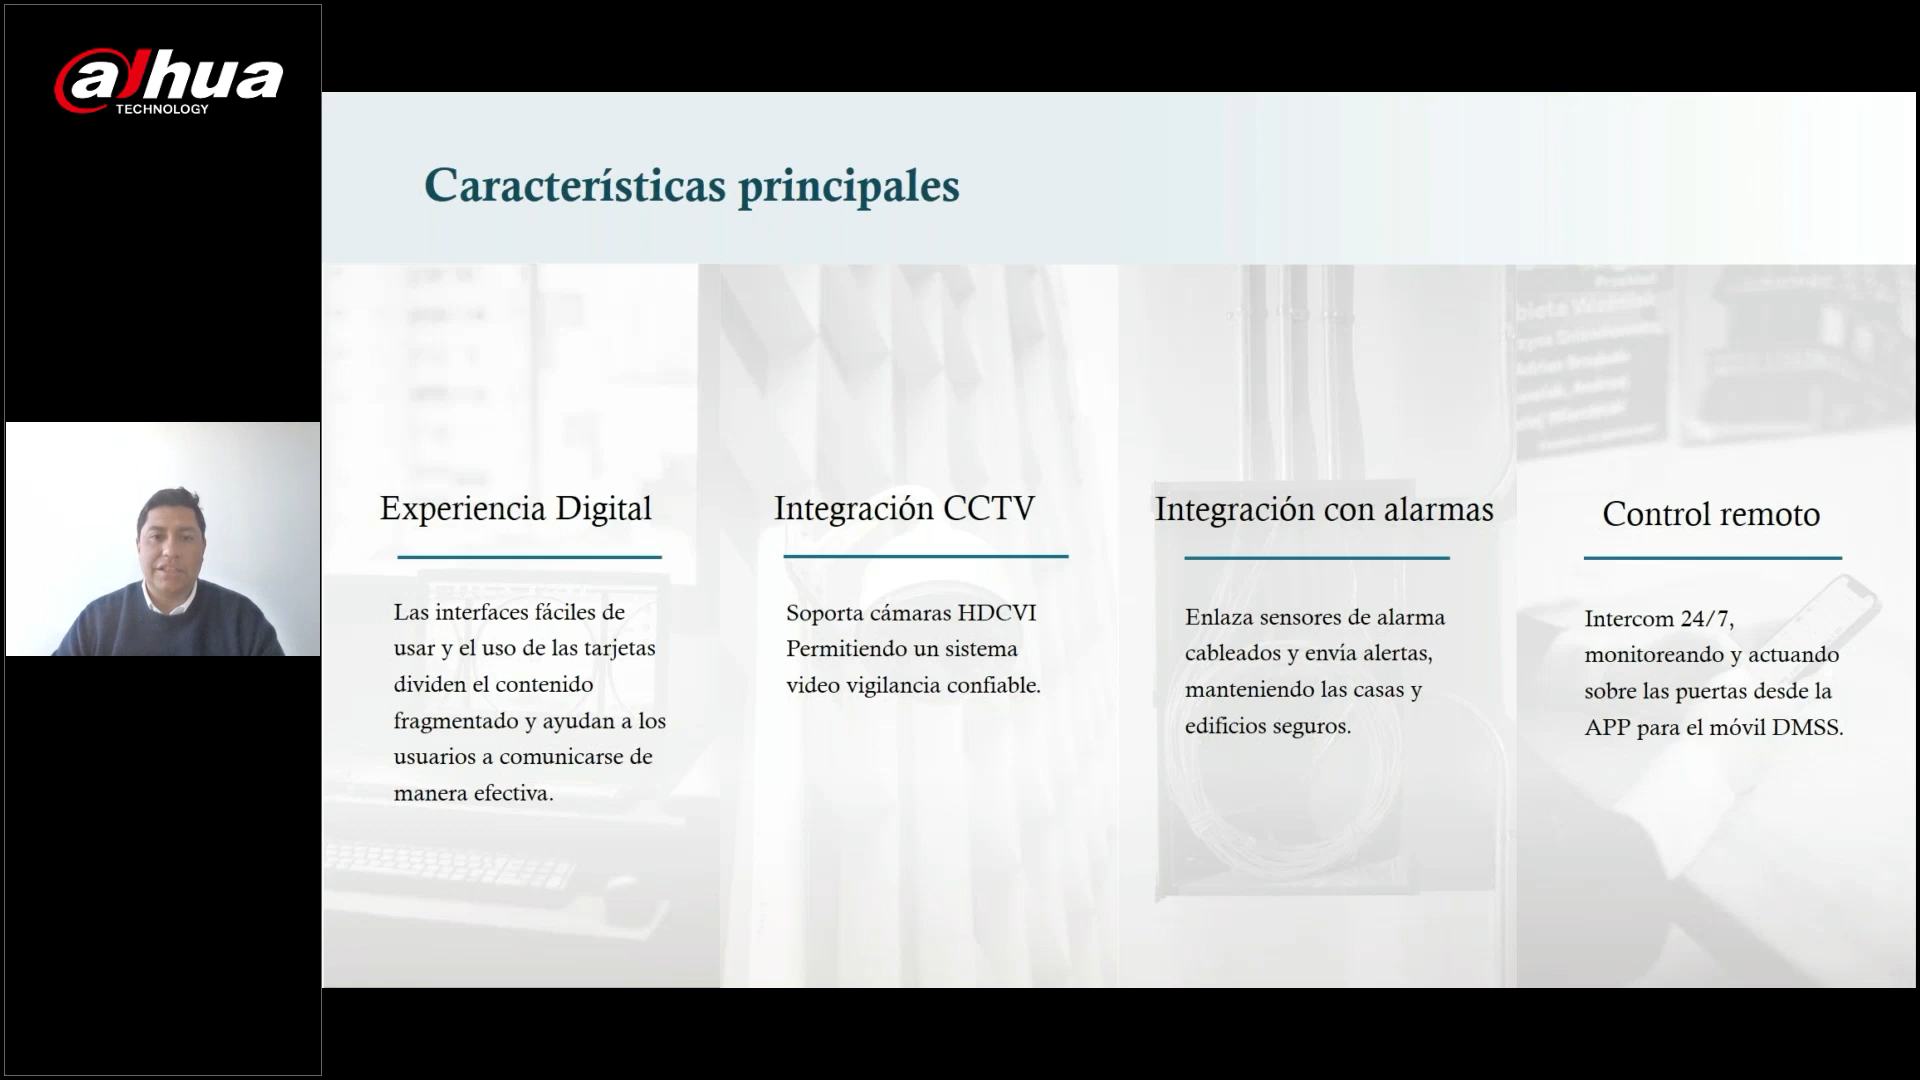 alhua
TECHNOLOGY
Características principales
Experiencia Digital
Las interfaces fáciles de
usar y el uso de las tarjetas
dividen el contenido
fragmentado y ayudan a los
usuarios a comunicarse de
manera efectiva.
Integración CCTV
Soporta cámaras HDCVI
Permitiendo un sistema
video vigilancia confiable.
Integración con alarmas
Enlaza sensores de alarma
cableados y envía alertas,
manteniendo las casas y
edificios seguros.
Control remoto
Intercom 24/7,
monitoreando y actuando
sobre las puertas desde la
APP para el móvil DMSS.